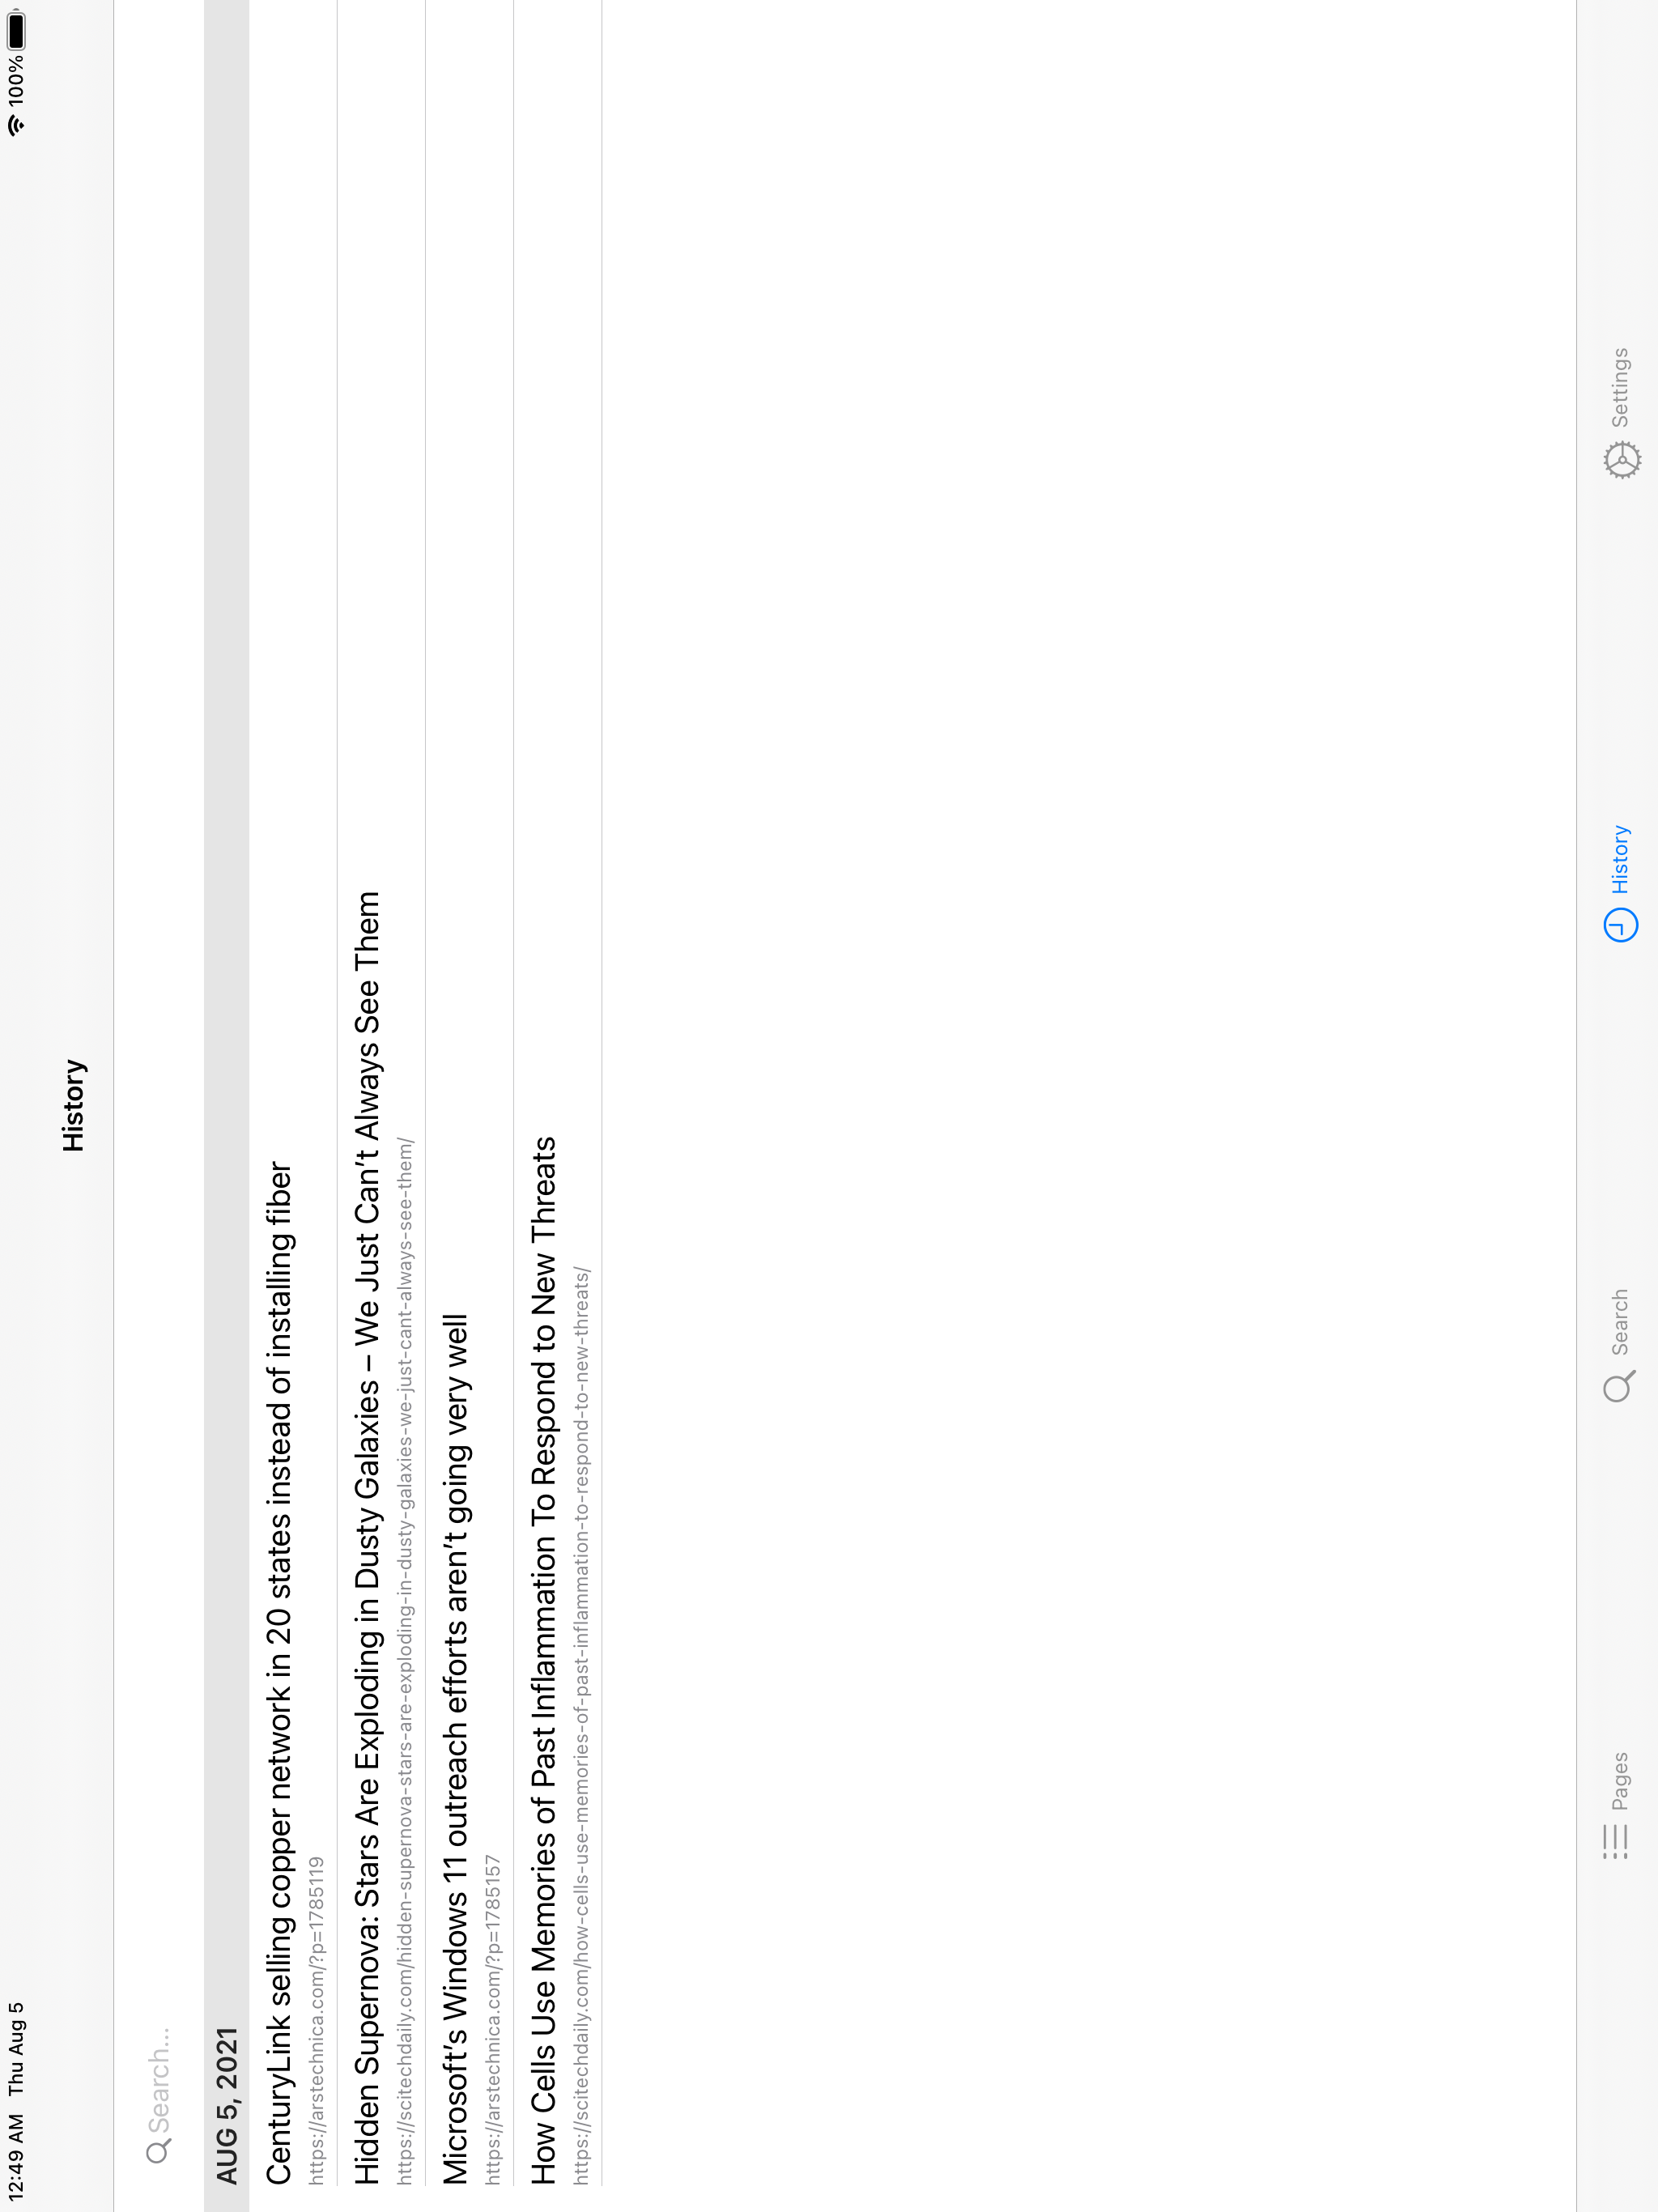 12:49 AM Thu Aug 5
100%
History
Search...
AUG 5, 2021
CenturyLink selling copper network in 20 states instead of installing fiber
https://arstechnica.com/?p=1785119
Hidden Supernova: Stars Are Exploding in Dusty Galaxies – We Just Can't Always See Them
https://scitechdaily.com/hidden-supernova-stars-are-exploding-in-dusty-galaxies-we-just-cant-always-see-them/
Microsoft's Windows 11 outreach efforts aren't going very well
https://arstechnica.com/?p=1785157
How Cells Use Memories of Past Inflammation To Respond to New Threats
https://scitechdaily.com/how-cells-use-memories-of-past-inflammation-to-respond-to-new-threats/
Pages
Search
History
Settings